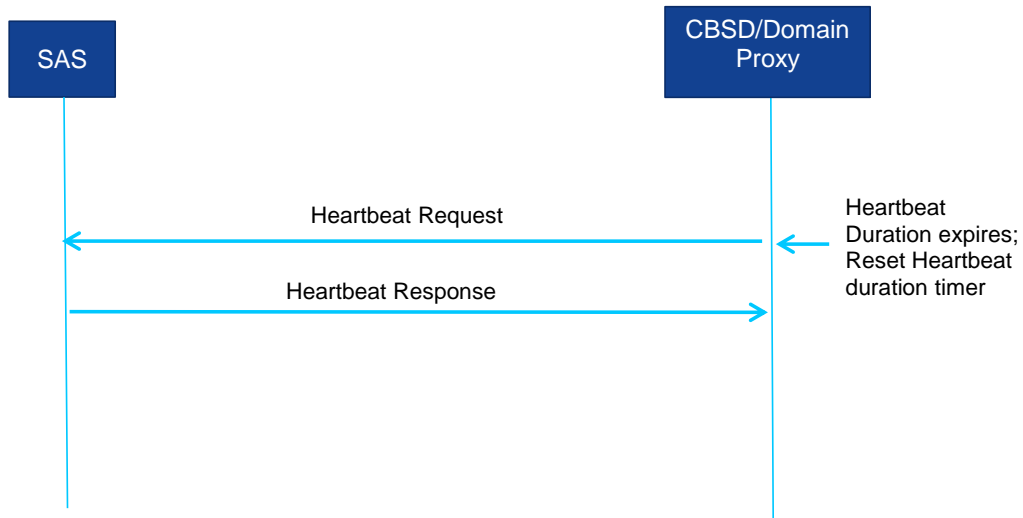 SAS
CBSD/Domain
Proxy
Heartbeat Request
Heartbeat
Duration expires;
Reset Heartbeat
duration timer
Heartbeat Response